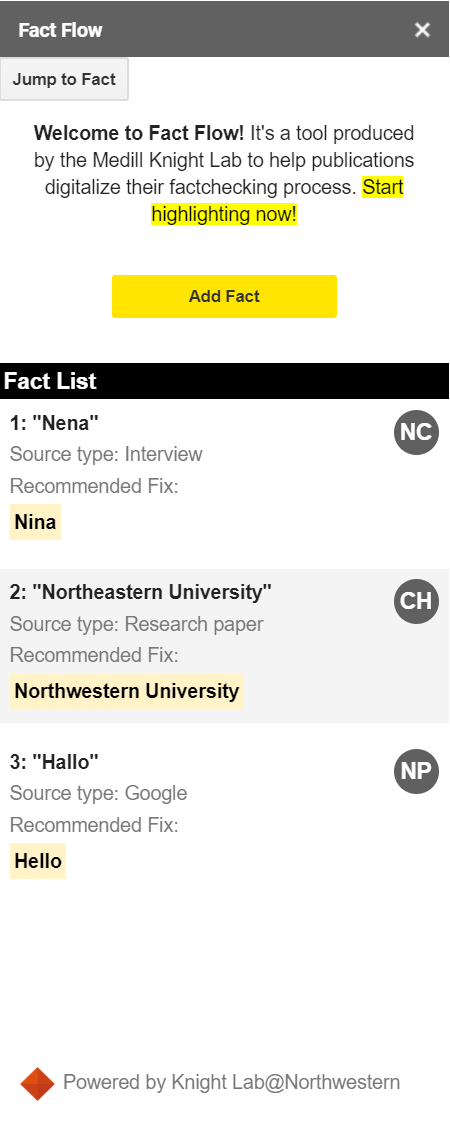 Fact Flow ×
Jump to Fact
Welcome to Fact Flow! It's a tool produced
by the Medill Knight Lab to help publications
digitalize their factchecking process. Start
highlighting now!
Add Fact
Fact List
1: "Nena"
NC
Source type: Interview
Recommended Fix:
Nina
2: "Northeastern University"
CH
Source type: Research paper
Recommended Fix:
Northwestern University
3: "Hallo"
NP
Source type: Google
Recommended Fix:
Hello
Powered by Knight Lab@Northwestern